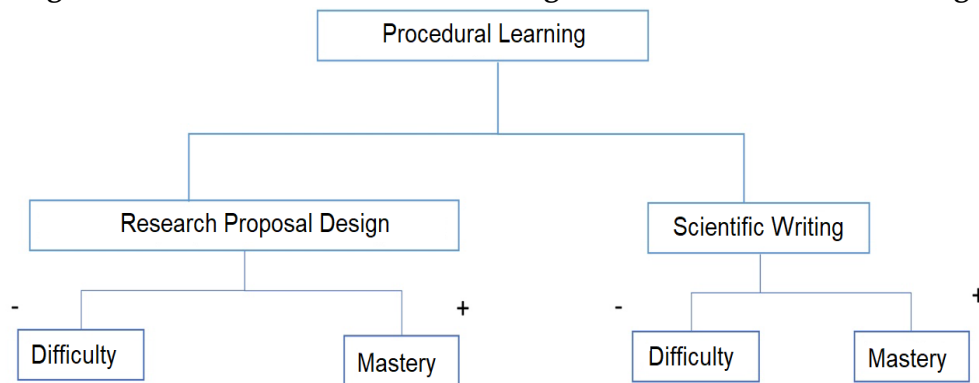 Procedural Learning
Research Proposal Design
Scientific Writing
- + - +
Difficulty
Mastery
Difficulty
Mastery